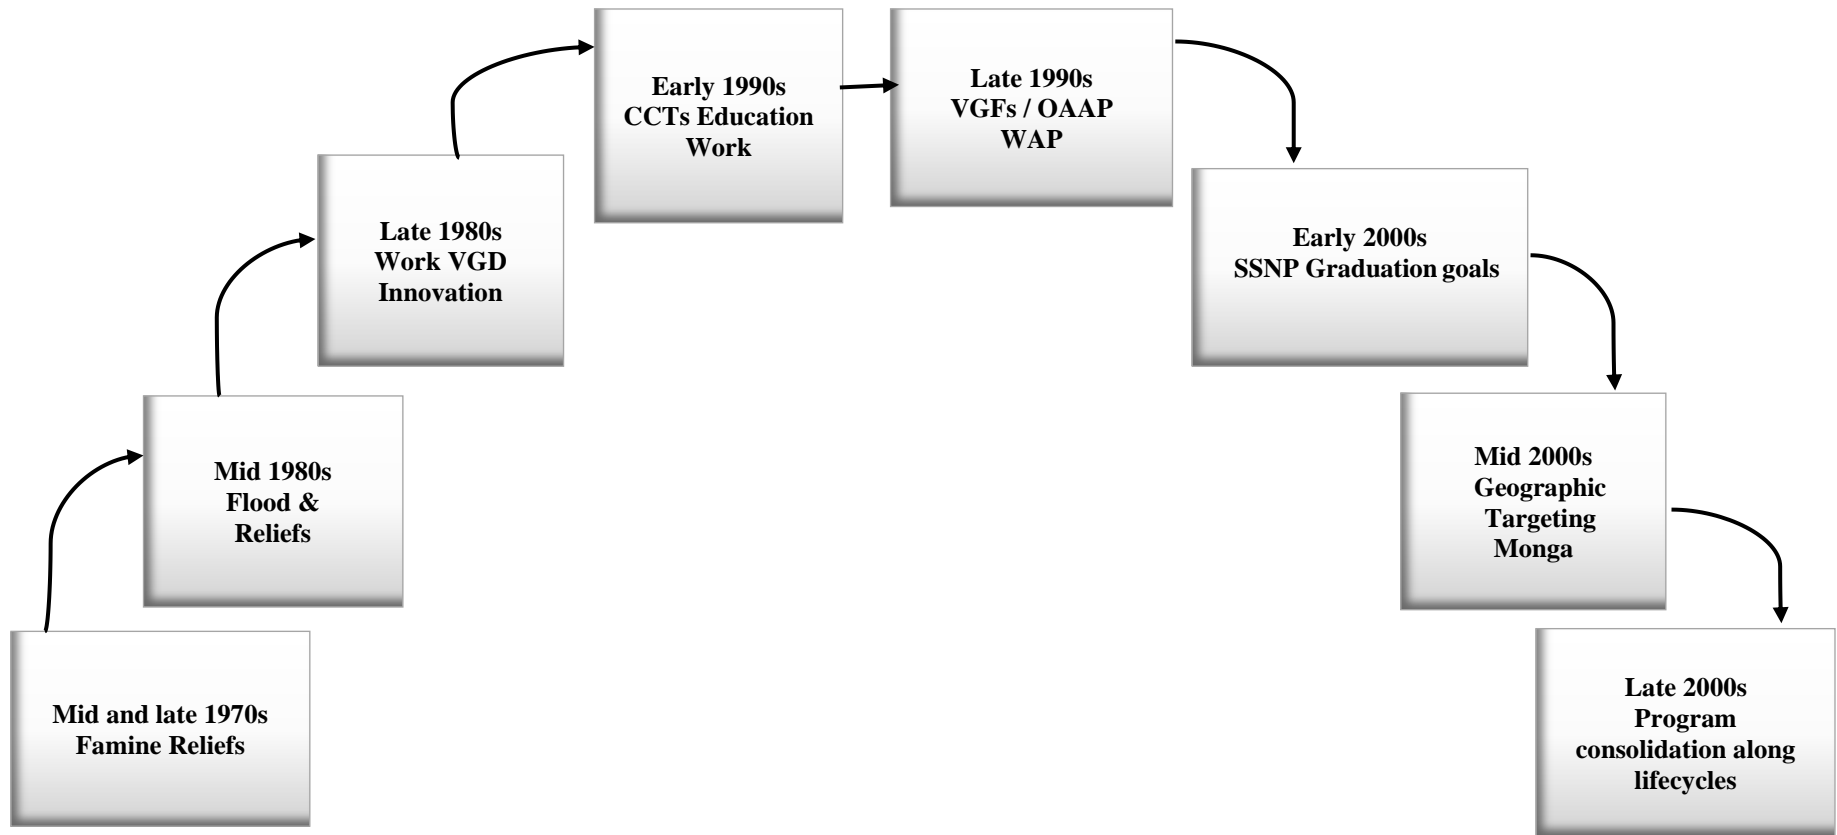 Mid and late 1970s
Famine Reliefs
Mid 1980s
Flood &
Reliefs
Late 1980s
Work VGD
Innovation
Early 1990s
CCTs Education
Work
Late 1990s
VGFs / OAAP
WAP
Early 2000s
SSNP Graduation goals
Mid 2000s
Geographic
Targeting
Monga
Late 2000s
Program
consolidation along
lifecycles